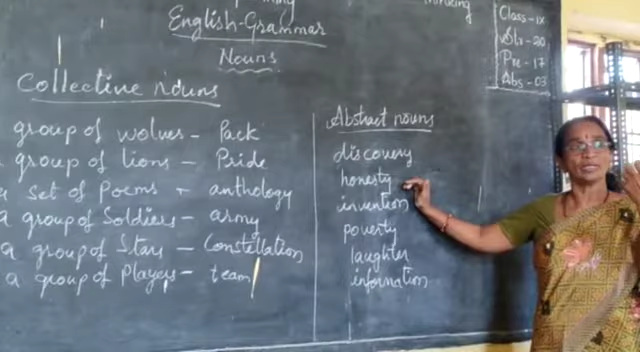 thinking
English-Grammar
Nouns
Class-IX
Str-20
Pre-17
Abs-03
Collective nouns
group of wolves - Pack
group of lions - Pride
a set of Poems - anthology
a group of Soldiers - army
a group of Stars - Constellation
a group of Players - team
Abstract nouns
discovery
honesty
invention
poverty
laughter
information